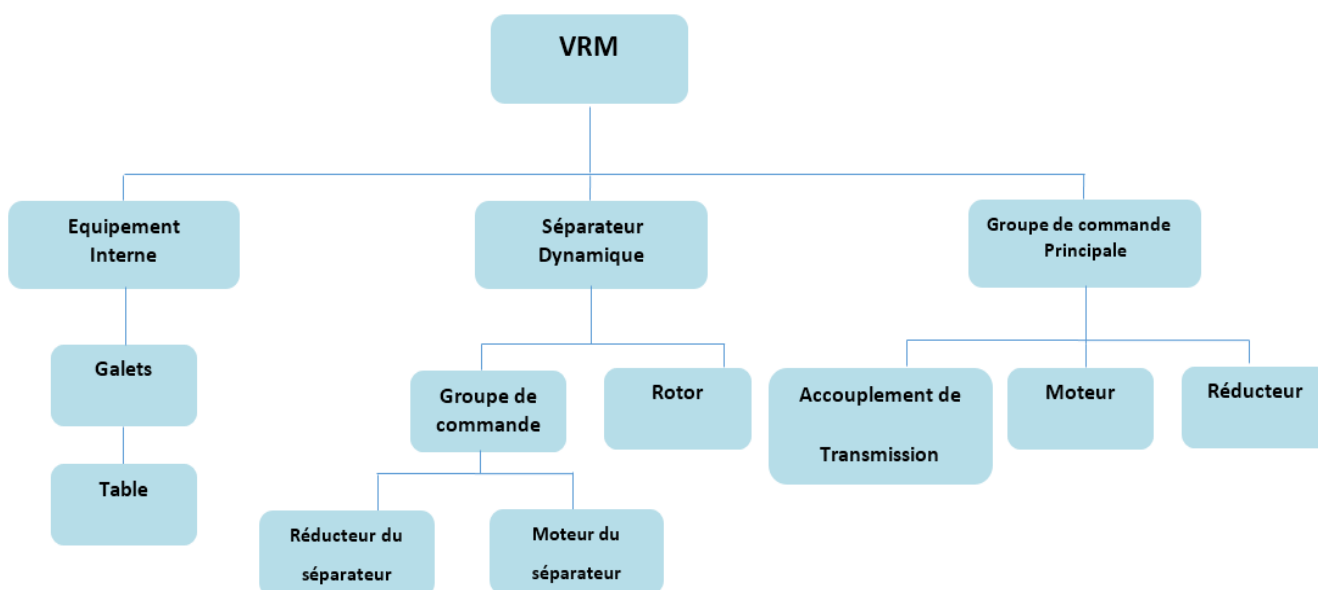 VRM
Equipement
Interne
Séparateur
Dynamique
Groupe de commande
Principale
Galets
Table
Groupe de
commande
Rotor
Réducteur du
séparateur
Moteur du
séparateur
Accouplement de
Transmission
Moteur
Réducteur